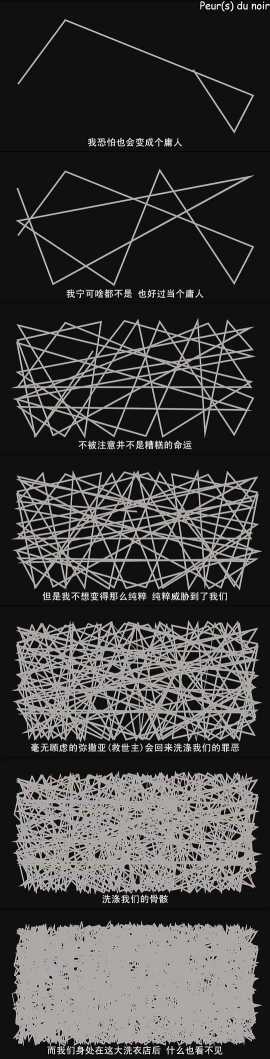 Peur(s) du noir
我恐怕也会变成个庸人
我宁可啥都不是 也好过当个庸人
不被注意并不是糟糕的命运
但是我不想变得那么纯粹 纯粹威胁到了我们
毫无顾虑的弥撒亚(救世主)会回来洗涤我们的罪恶
洗涤我们的骨骸
而我们身处在这大洗衣店后 什么也看不见